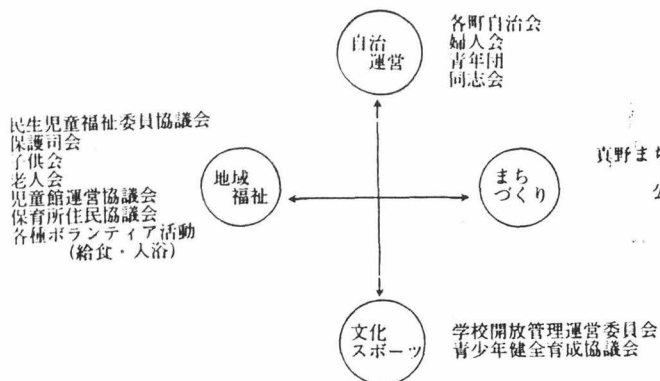 自治
運営
各町自治会
婦人会
青年団
同志会
民生児童福祉委員協議会
保護司会
子供会
老人会
児童館運営協議会
保育所住民協議会
各種ボランティア活動
(給食・入浴)
地域
福祉
まち
づくり
真野まち
公
文化
スポーツ
学校開放管理運営委員会
青少年健全育成協議会